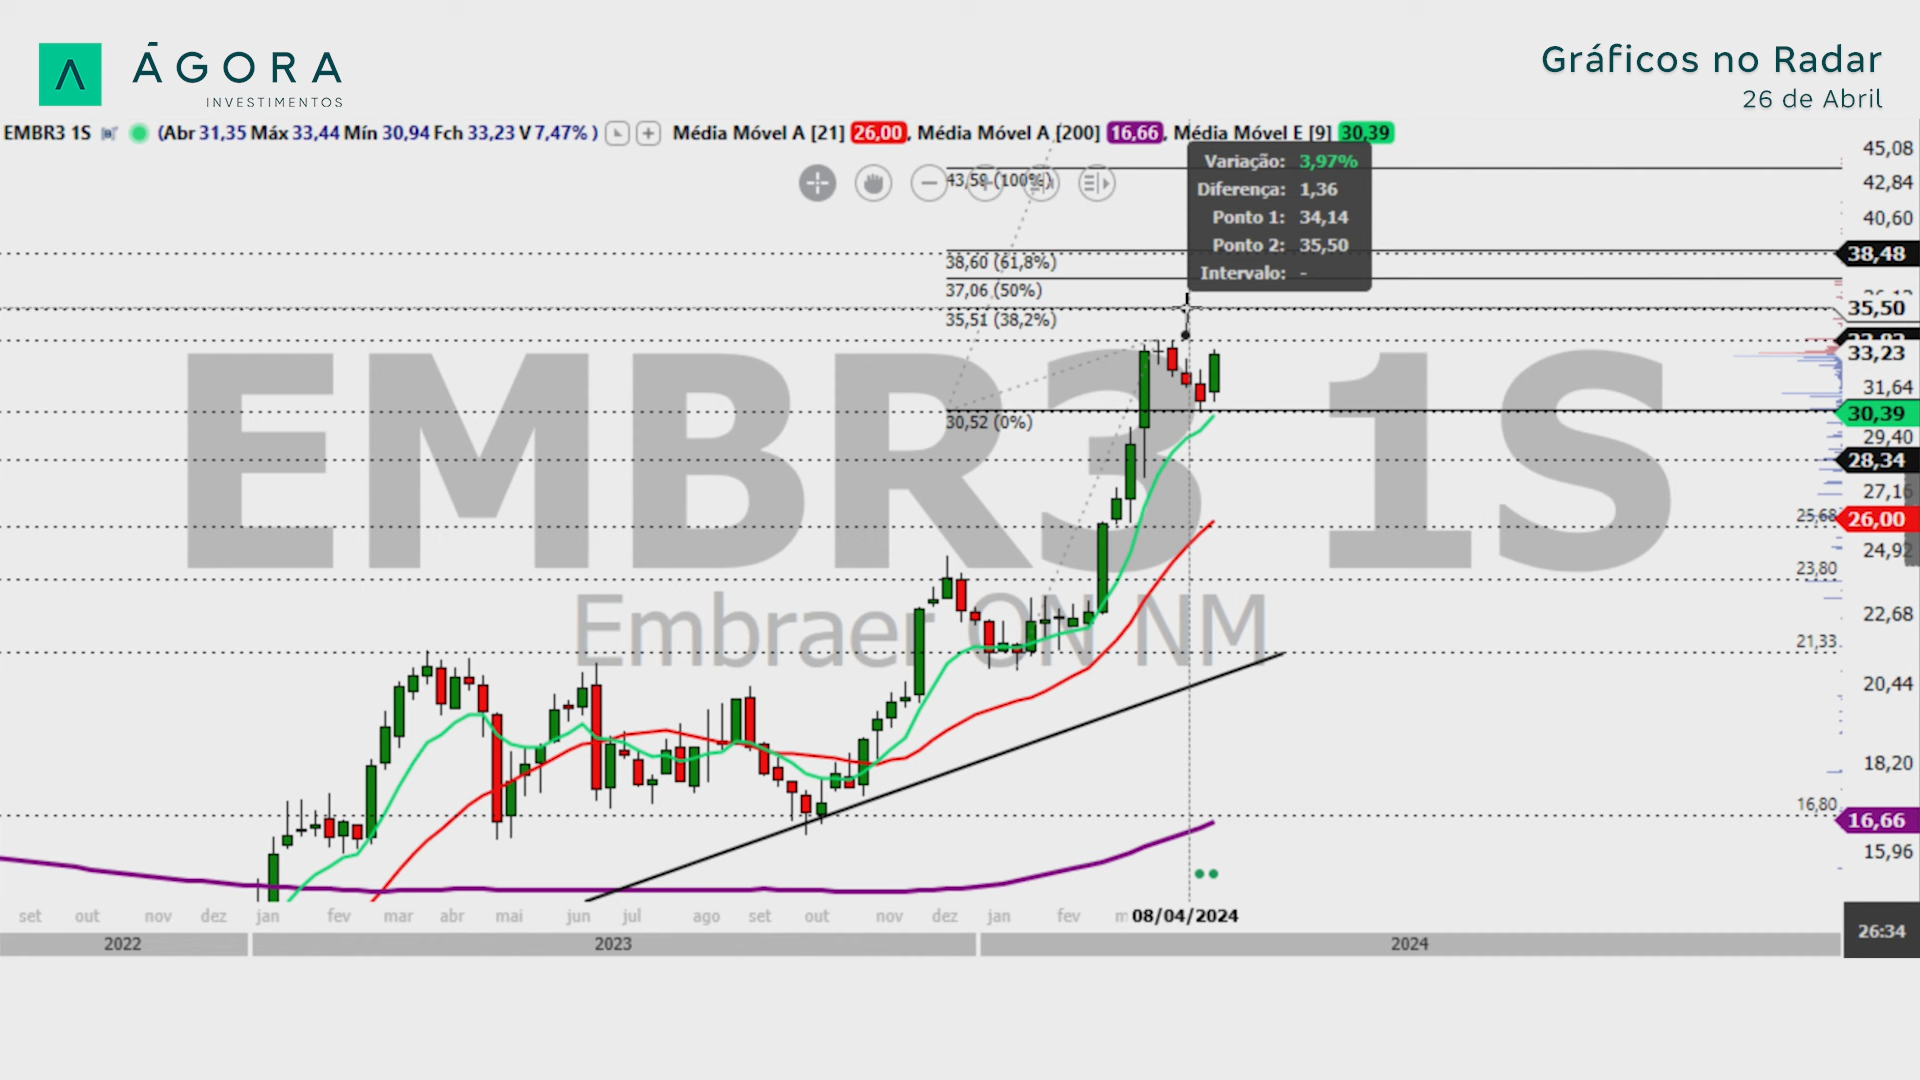 ÁGORA
INVESTIMENTOS
Gráficos no Radar
26 de Abril
EMBR3 1S (Abr 31,35 Máx 33,44 Mín 30,94 Fch 33,23 V 7,47% ) Média Móvel A [21] 26,00, Média Móvel A [200] 16,66, Média Móvel E [9] 30,39
Variação: 3,97%
Diferença: 1,36
Ponto 1: 34,14
Ponto 2: 35,50
Intervalo: -
43,59 (100%)
38,60 (61,8%)
37,06 (50%)
35,51 (38,2%)
30,52 (0%)
45,08
42,84
40,60
38,48
35,50
33,23
31,64
30,39
29,40
28,34
27,16
25,68
26,00
24,92
23,80
22,68
21,33
20,44
18,20
16,80
16,66
15,96
EMBR3 1S
Embraer ON NM
set out nov dez jan fev mar abr mai jun jul ago set out nov dez jan fev m 08/04/2024
2022 2023 2024
26:34